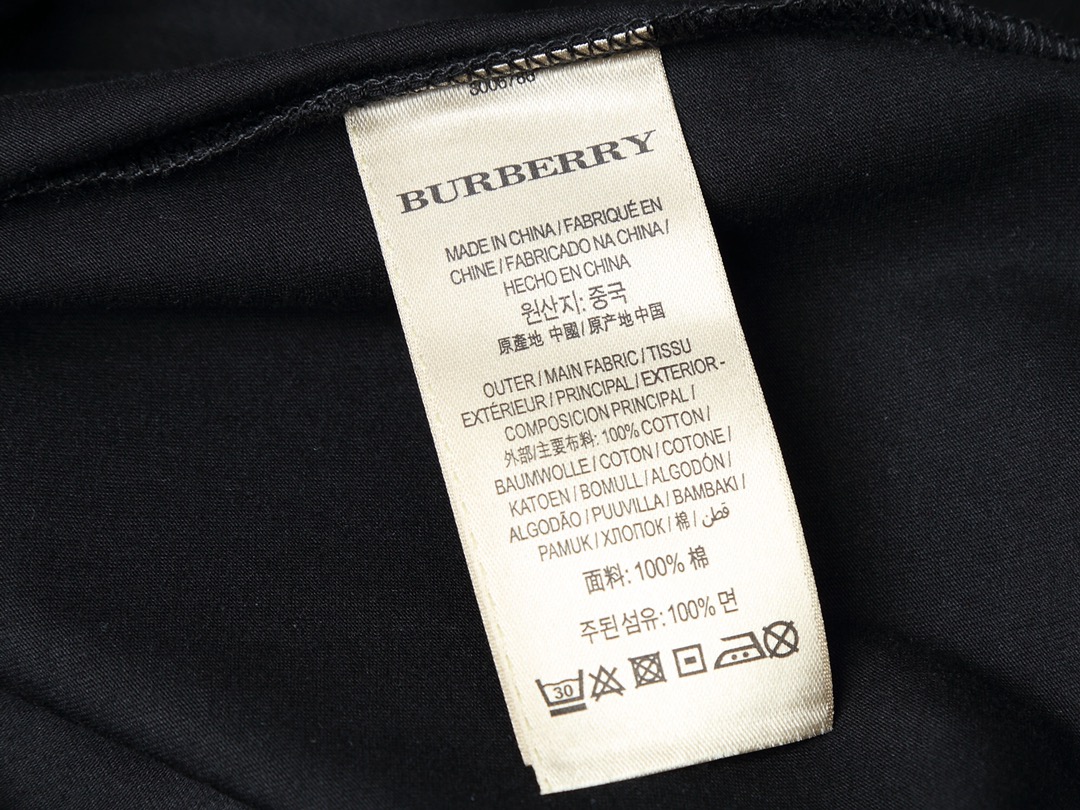 BURBERRY
MADE IN CHINA / FABRIQUÉ EN
CHINE / FABRICADO NA CHINA /
HECHO EN CHINA
원산지: 중국
原產地 中國 / 原产地 中国
OUTER / MAIN FABRIC / TISSU
EXTÉRIEUR / PRINCIPAL / EXTERIOR -
COMPOSICION PRINCIPAL /
外部/主要布料: 100% COTTON /
BAUMWOLLE / COTON / COTONE /
KATOEN / BOMULL / ALGODÓN /
ALGODÃO / PUUVILLA / BAMBAKI /
PAMUK / ХЛОПОК / 棉 / قطن
面料: 100% 棉
주된 섬유: 100% 면
30